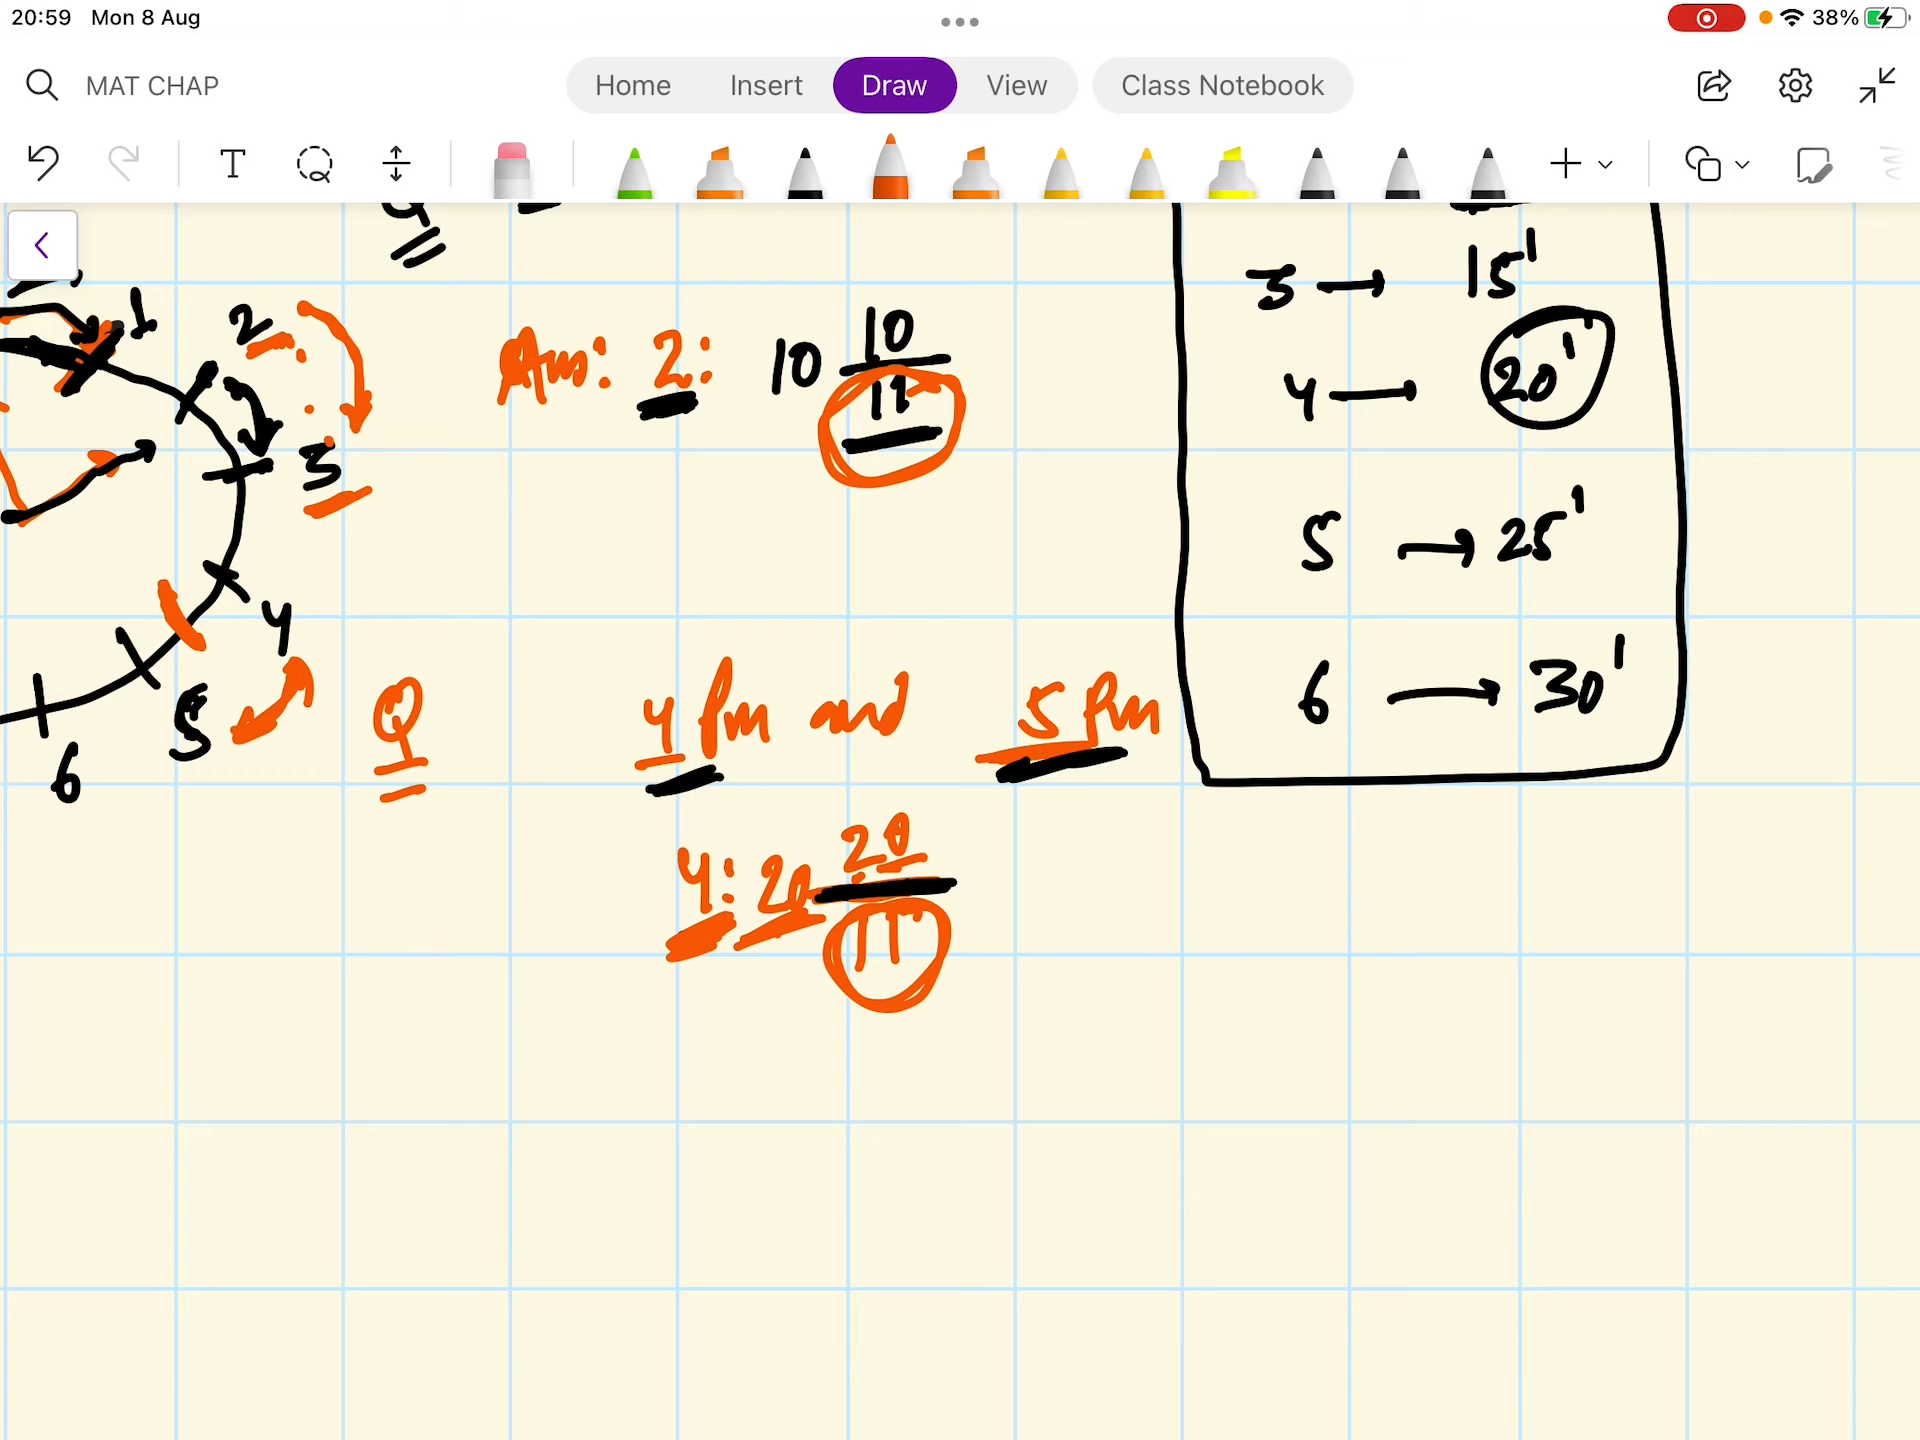 20:59 Mon 8 Aug
38%
MAT CHAP
Home Insert Draw View Class Notebook
T
1
2
3
4
5
6
Ans: 2: 10 10/11
Q 4 Pm and 5 Pm
4: 20 20/11
3 → 15'
4 → 20'
5 → 25'
6 → 30'